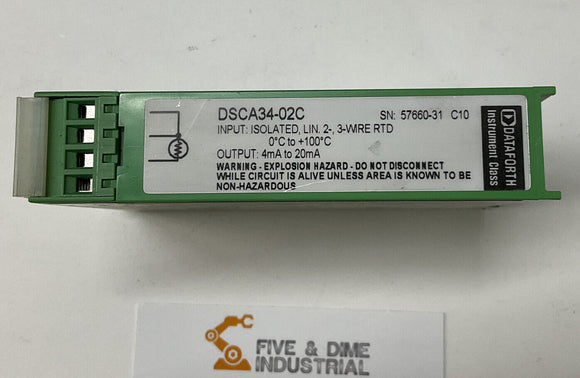 DSCA34-02C SN: 57660-31 C10
INPUT: ISOLATED, LIN. 2-, 3-WIRE RTD
0°C to +100°C
OUTPUT: 4mA to 20mA
WARNING - EXPLOSION HAZARD - DO NOT DISCONNECT
WHILE CIRCUIT IS ALIVE UNLESS AREA IS KNOWN TO BE
NON-HAZARDOUS
DATAFORTH
Instrument Class
FIVE & DIME
INDUSTRIAL